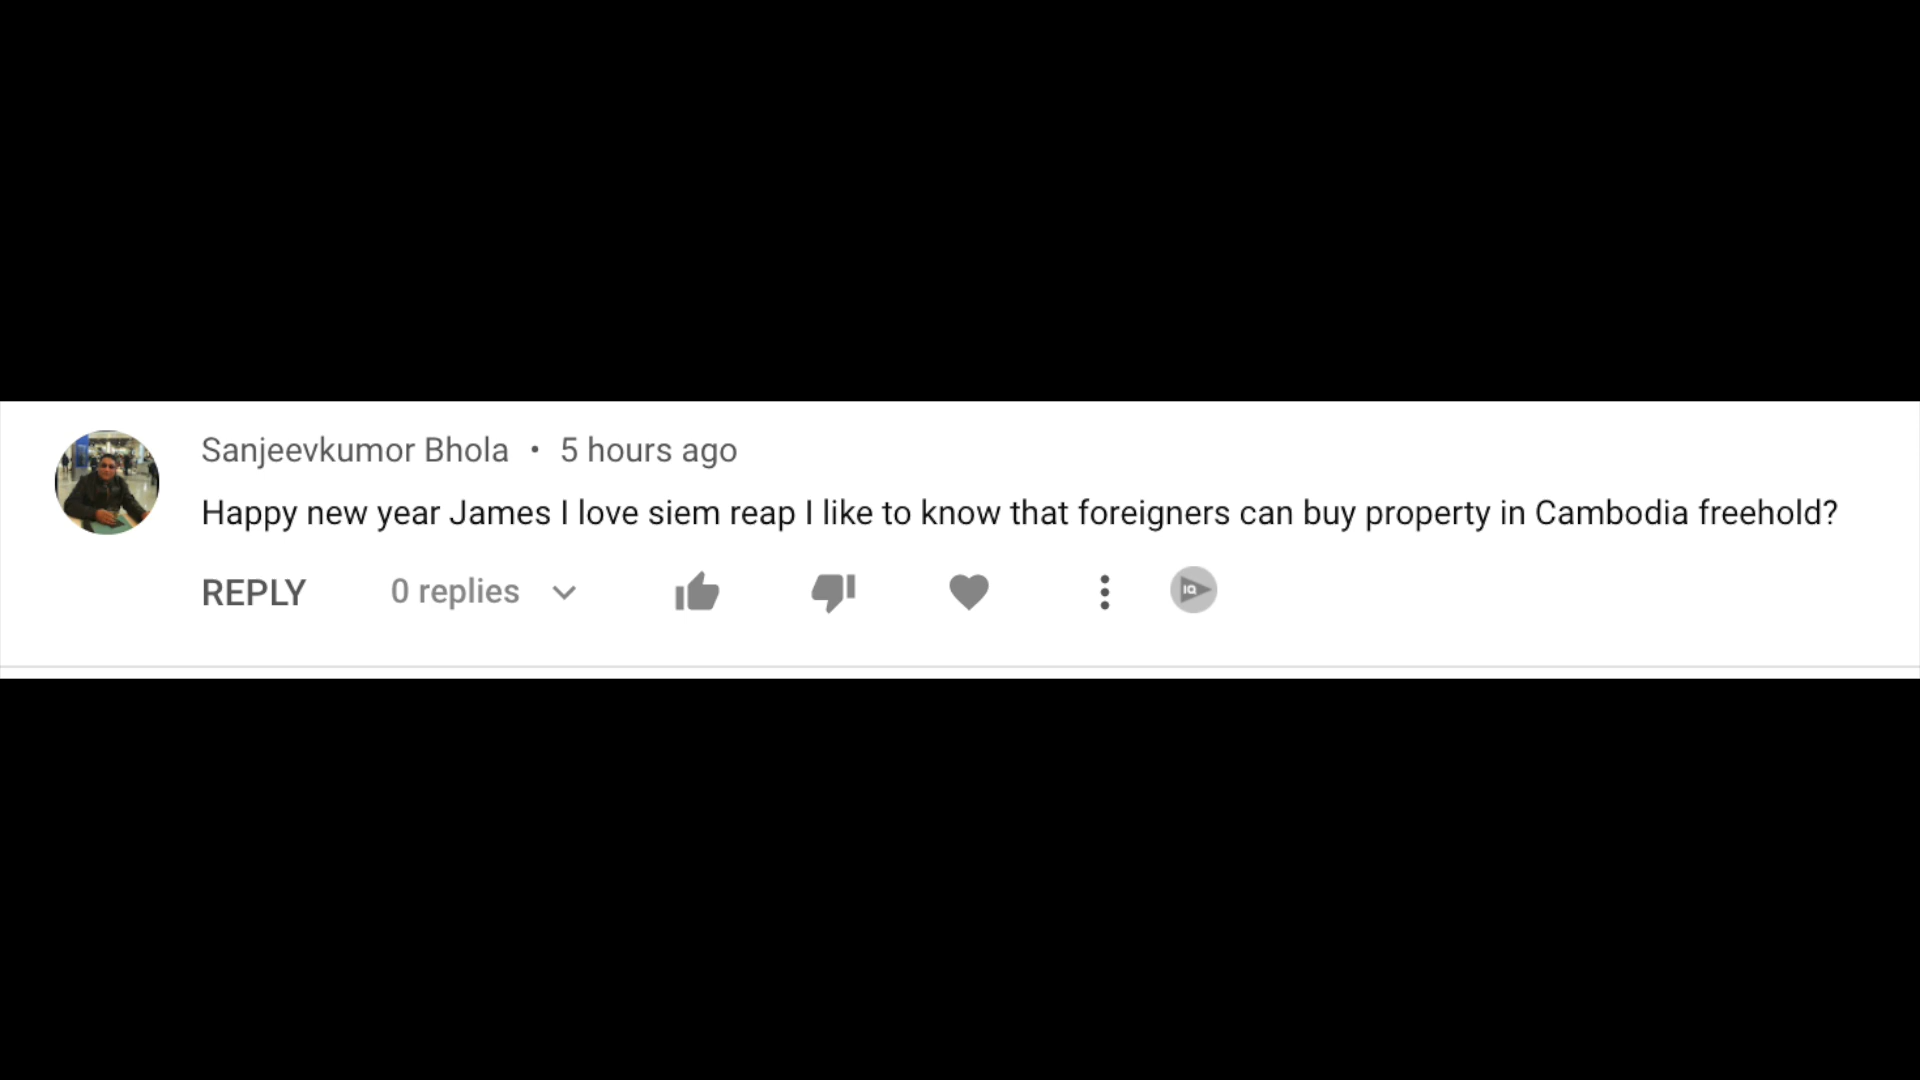 Sanjeevkumor Bhola • 5 hours ago
Happy new year James I love siem reap I like to know that foreigners can buy property in Cambodia freehold?
REPLY 0 replies IQ